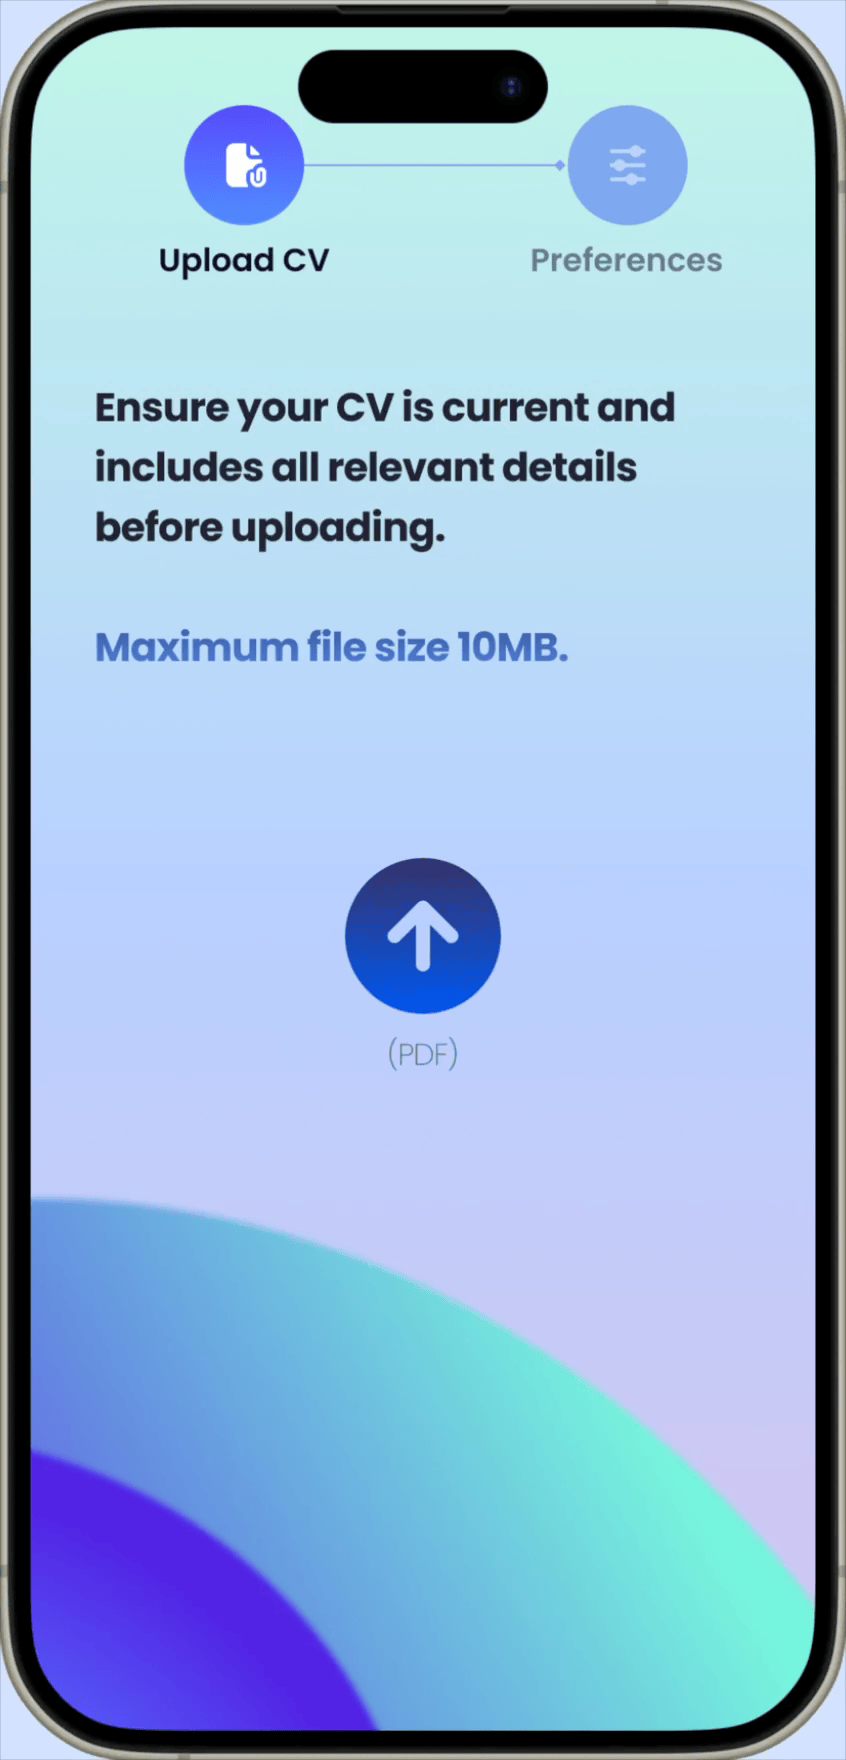 Upload CV
Preferences
Ensure your CV is current and
includes all relevant details
before uploading.
Maximum file size 10MB.
(PDF)